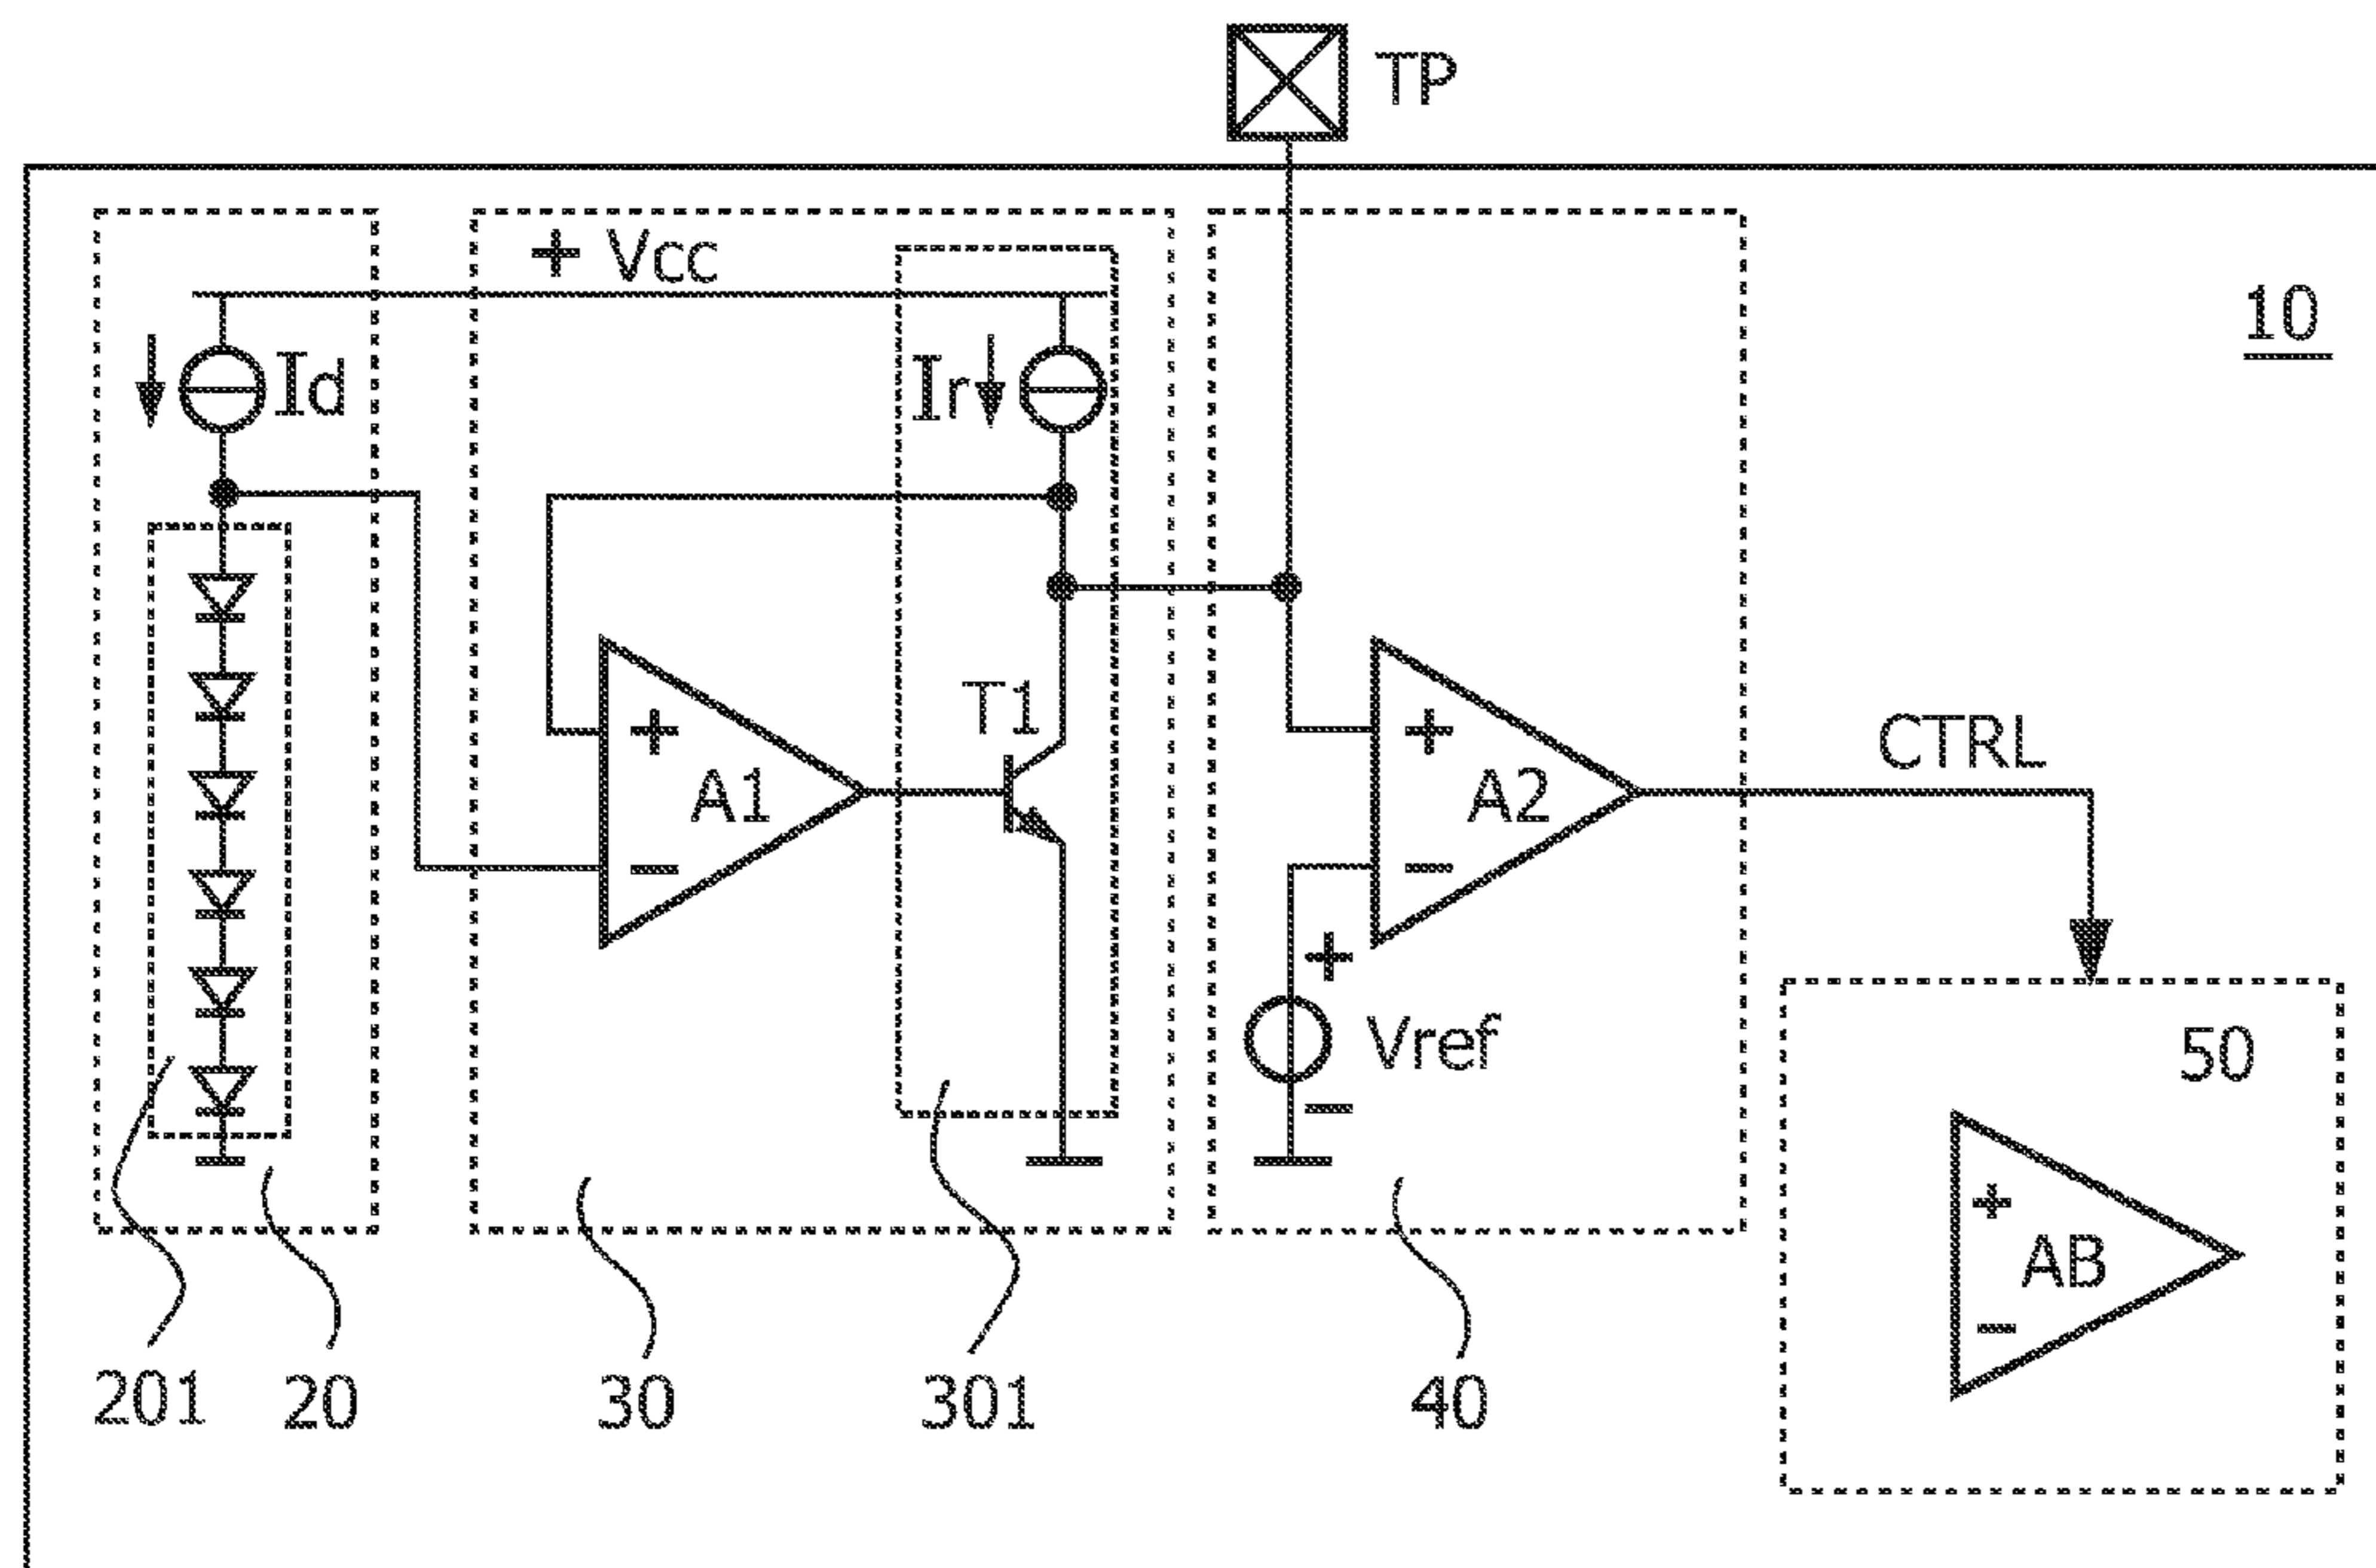 TP
+ Vcc
10
Id
Ir
T1
+
A1
−
+
A2
−
CTRL
+
Vref
−
50
+
AB
−
201
20
30
301
40